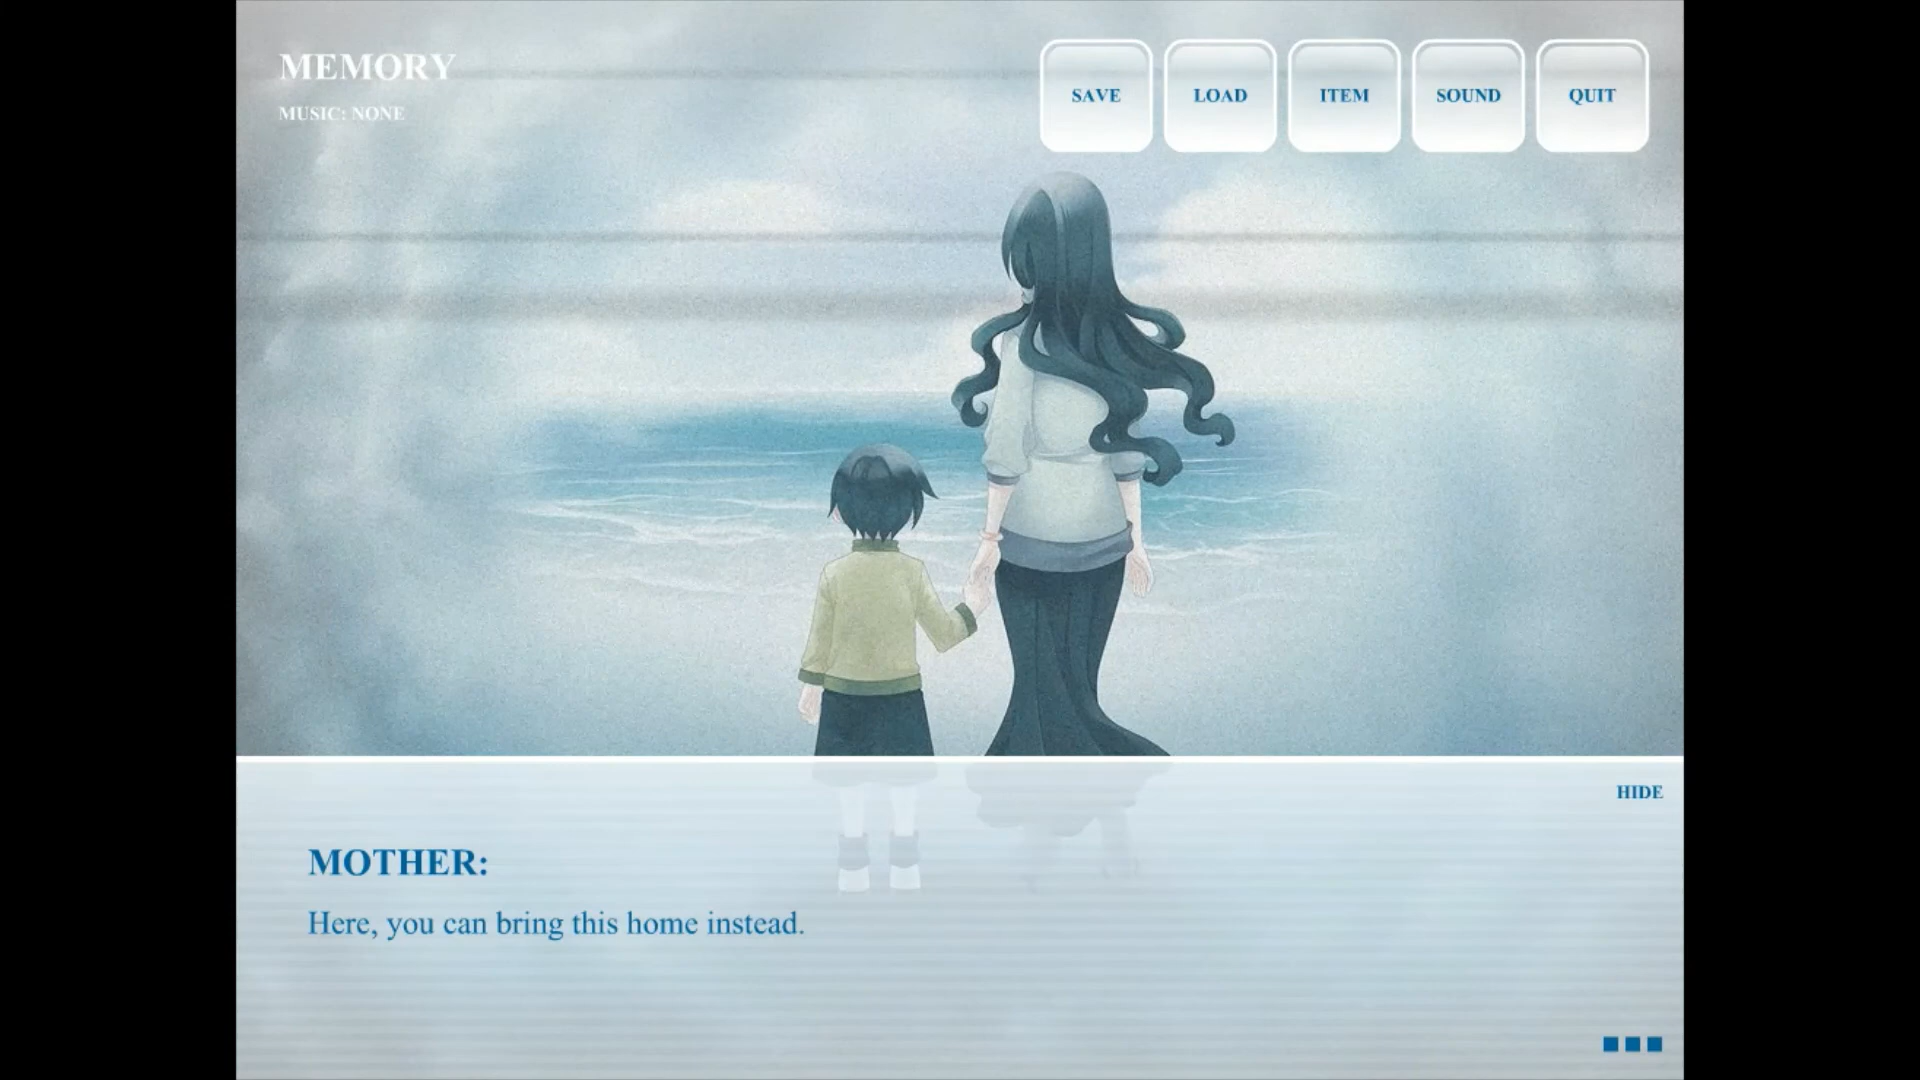 MEMORY
MUSIC: NONE
SAVE LOAD ITEM SOUND QUIT
HIDE
MOTHER:
Here, you can bring this home instead.